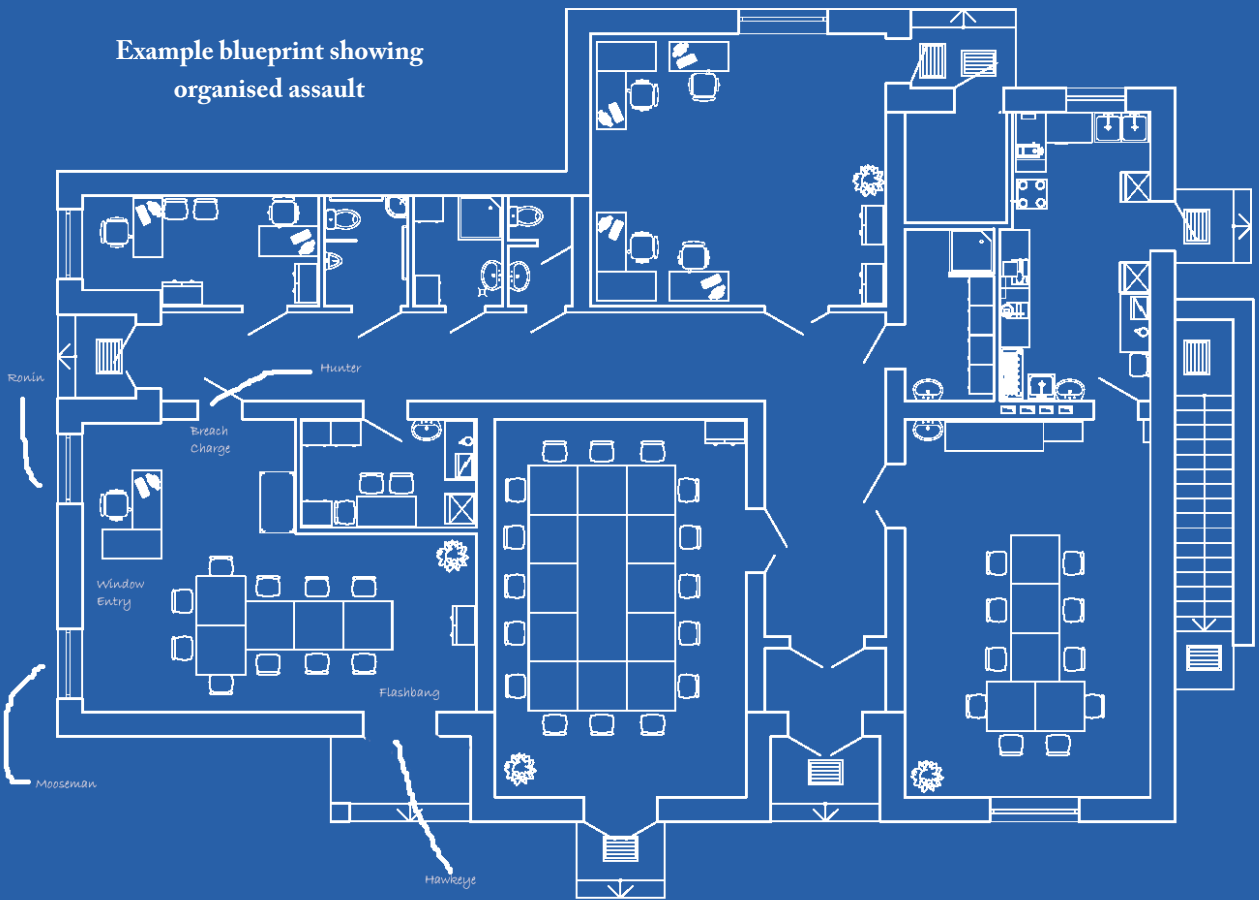 Example blueprint showing
organised assault
Hunter
Ronin
Breach
Charge
Window
Entry
Flashbang
Mooseman
Hawkeye